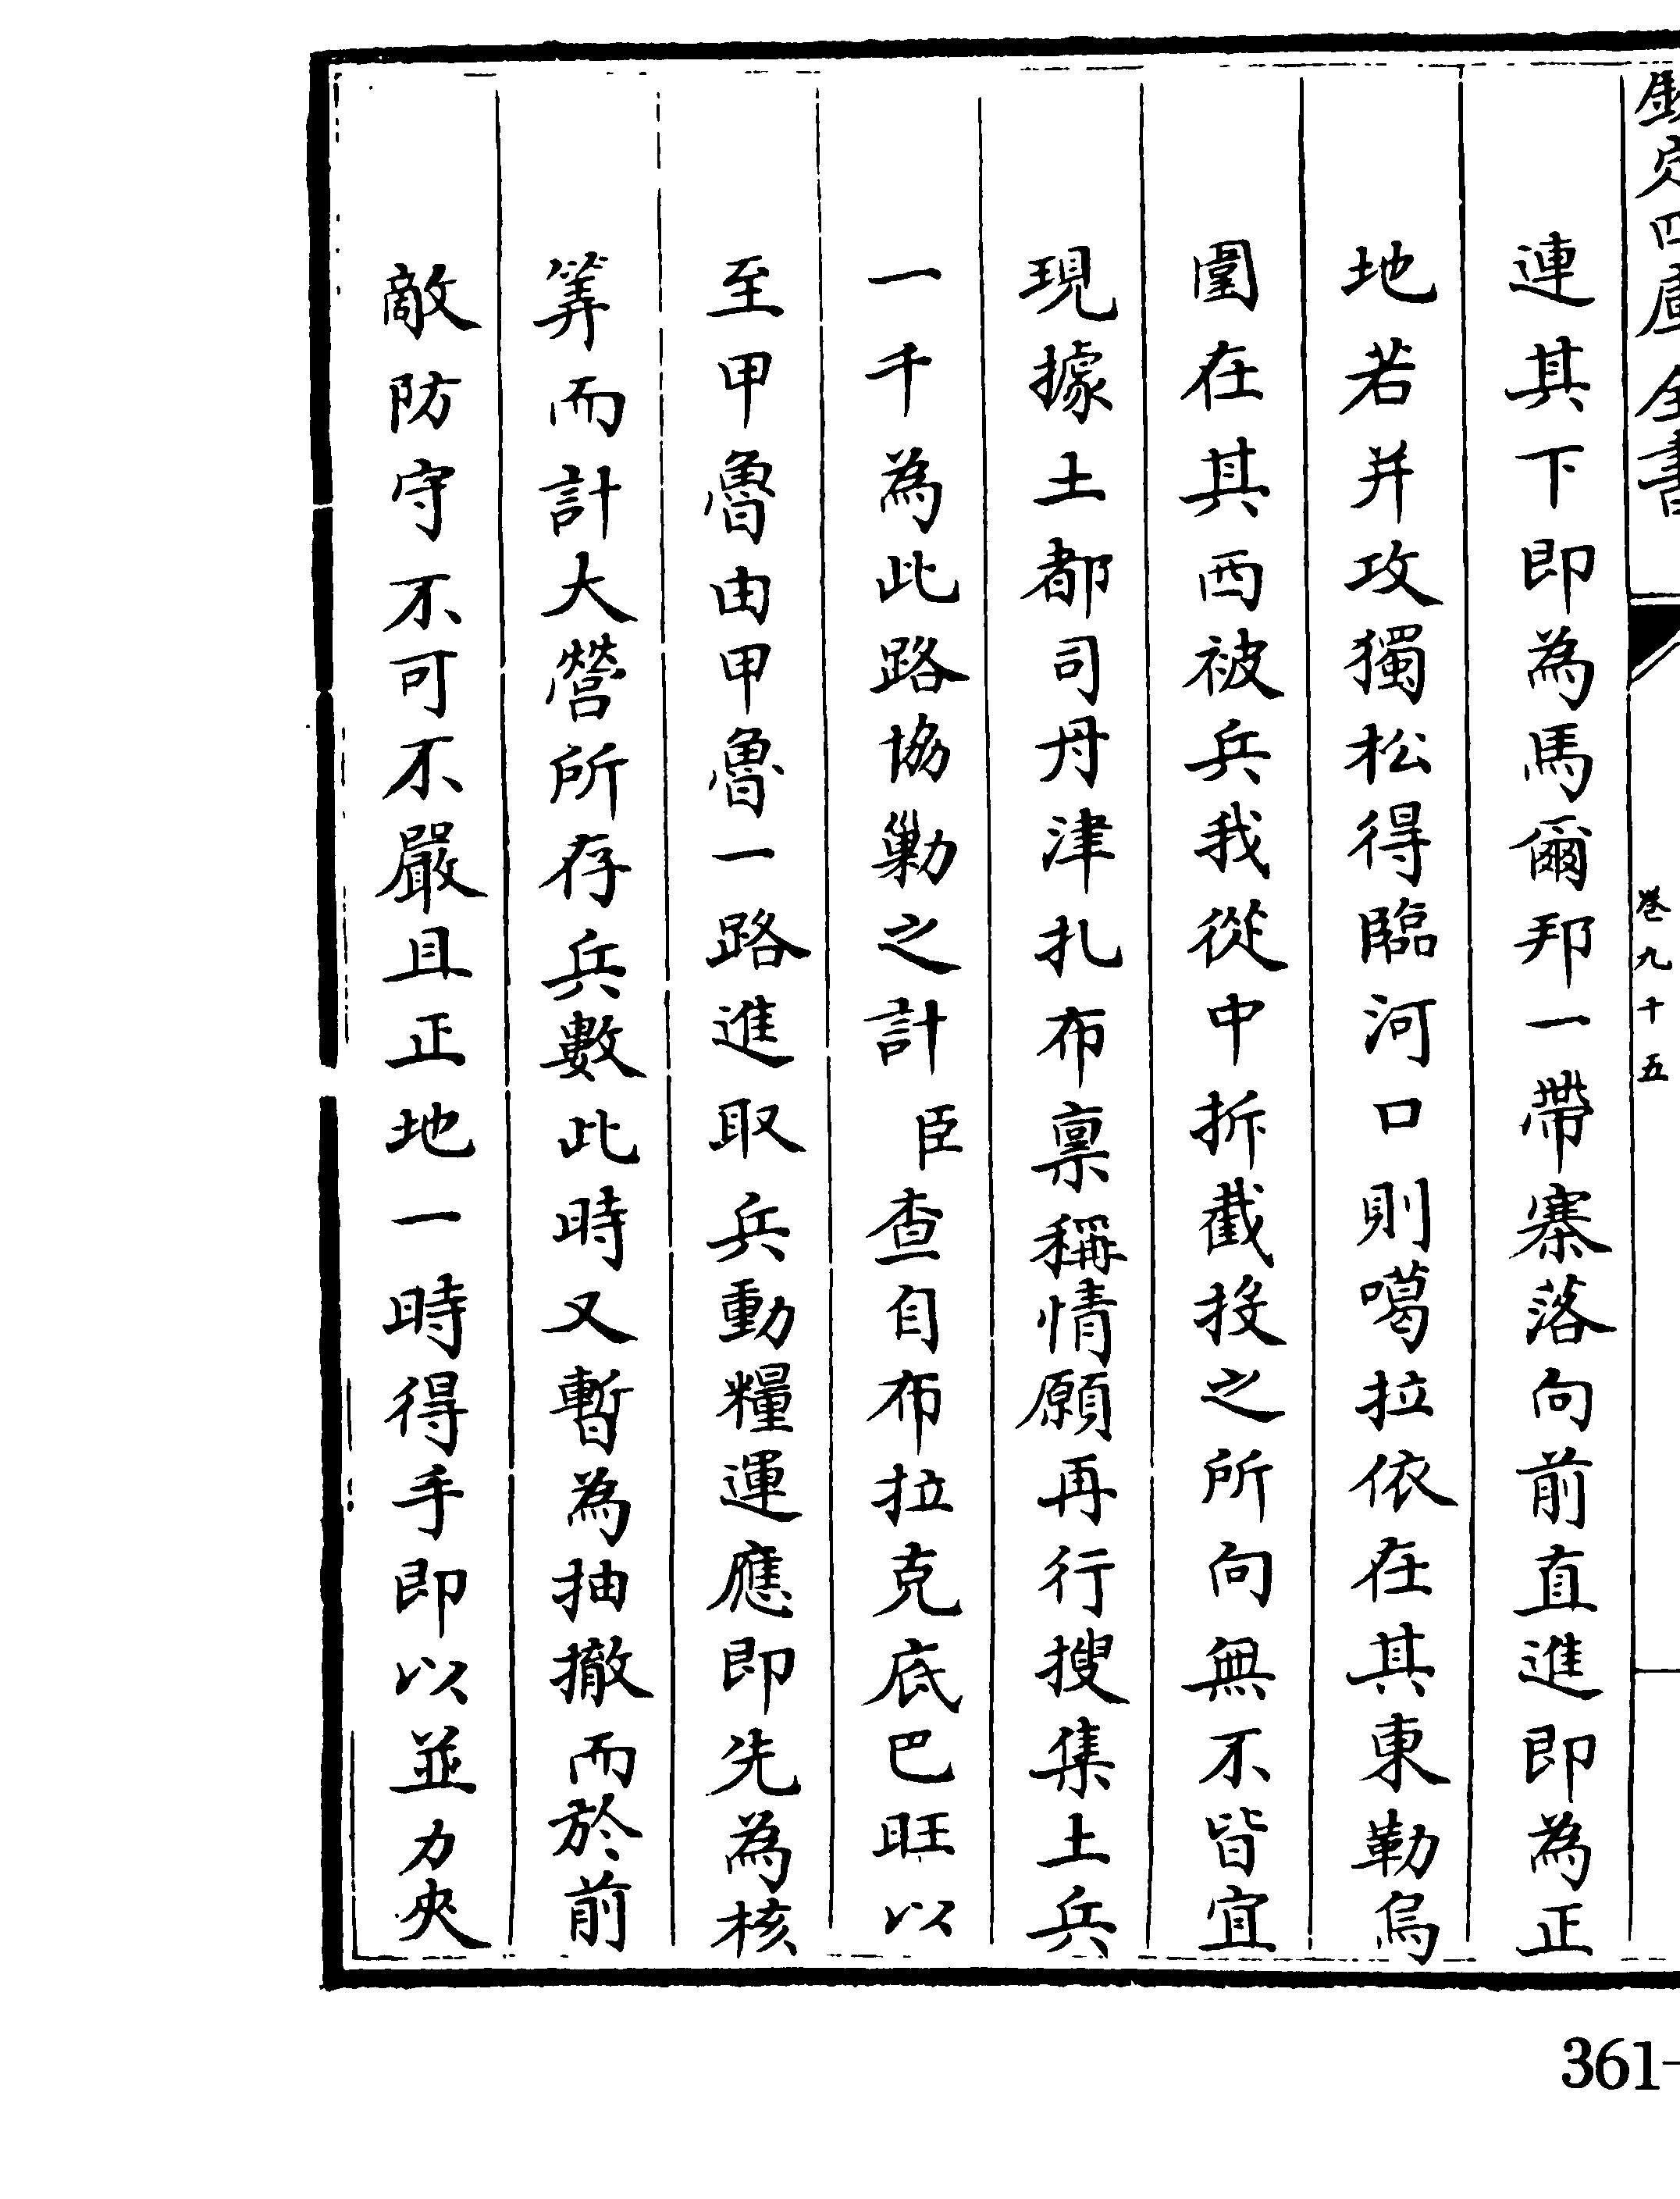 欽定四庫全書
卷九十五
連其下即為馬爾邦一帶寨落向前直進即為正
地若并攻獨松得臨河口則噶拉依在其東勒烏
圍在其西被兵我從中折截投之所向無不皆宜
現據土都司丹津扎布稟稱情願再行搜集土兵
一千為此路協勦之計臣查自布拉克底巴旺以
至甲魯由甲魯一路進取兵動糧運應即先為核
筭而計大營所存兵數此時又暫為抽撤而於前
敵防守不可不嚴且正地一時得手即以並力夾
361-